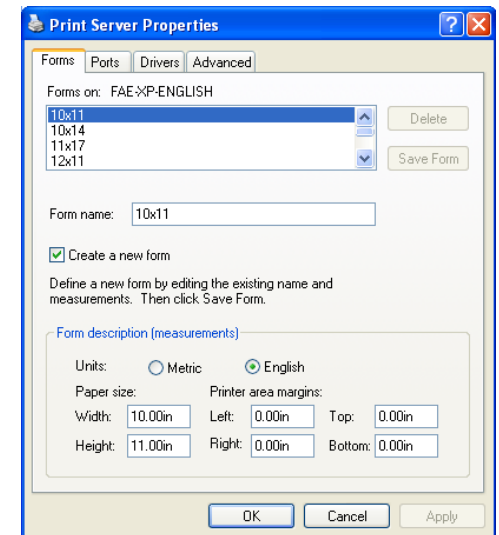 Print Server Properties
Forms Ports Drivers Advanced
Forms on: FAE-XP-ENGLISH
10x11
10x14
11x17
12x11
Delete
Save Form
Form name: 10x11
Create a new form
Define a new form by editing the existing name and
measurements. Then click Save Form.
Form description (measurements)
Units: Metric English
Paper size: Printer area margins:
Width: 10.00in Left: 0.00in Top: 0.00in
Height: 11.00in Right: 0.00in Bottom: 0.00in
OK Cancel Apply